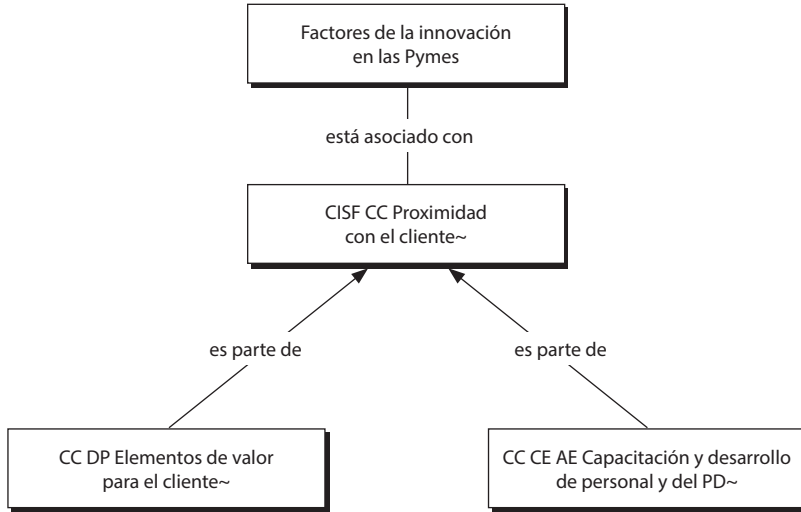 Factores de la innovación
en las Pymes
está asociado con
CISF CC Proximidad
con el cliente~
es parte de
es parte de
CC DP Elementos de valor
para el cliente~
CC CE AE Capacitación y desarrollo
de personal y del PD~